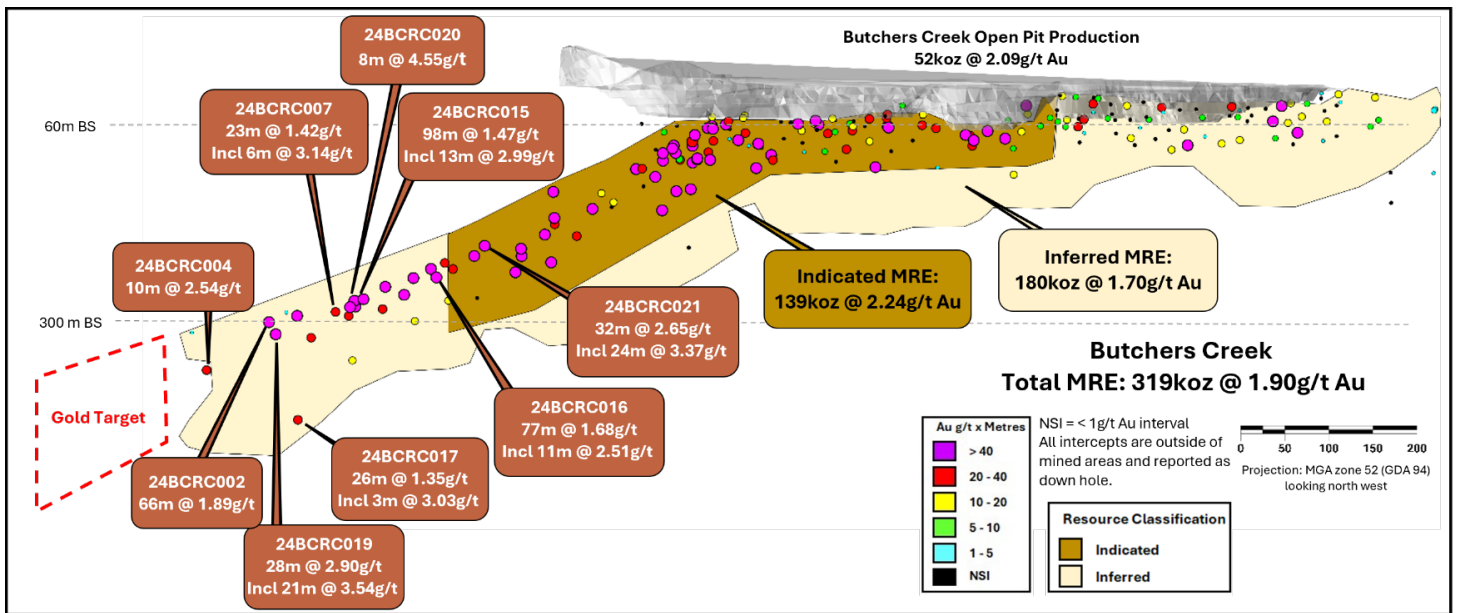 24BCRC020
8m @ 4.55g/t
Butchers Creek Open Pit Production
52koz @ 2.09g/t Au
24BCRC007
23m @ 1.42g/t
Incl 6m @ 3.14g/t
24BCRC015
98m @ 1.47g/t
Incl 13m @ 2.99g/t
60m BS
24BCRC004
10m @ 2.54g/t
Indicated MRE:
139koz @ 2.24g/t Au
Inferred MRE:
180koz @ 1.70g/t Au
300 m BS
24BCRC021
32m @ 2.65g/t
Incl 24m @ 3.37g/t
Butchers Creek
Total MRE: 319koz @ 1.90g/t Au
Gold Target
24BCRC016
77m @ 1.68g/t
Incl 11m @ 2.51g/t
24BCRC017
26m @ 1.35g/t
Incl 3m @ 3.03g/t
24BCRC002
66m @ 1.89g/t
24BCRC019
28m @ 2.90g/t
Incl 21m @ 3.54g/t
Au g/t x Metres
> 40
20 - 40
10 - 20
5 - 10
1 - 5
NSI
NSI = < 1g/t Au interval
All intercepts are outside of
mined areas and reported as
down hole.
0 50 100 150 200
Projection: MGA zone 52 (GDA 94)
looking north west
Resource Classification
Indicated
Inferred